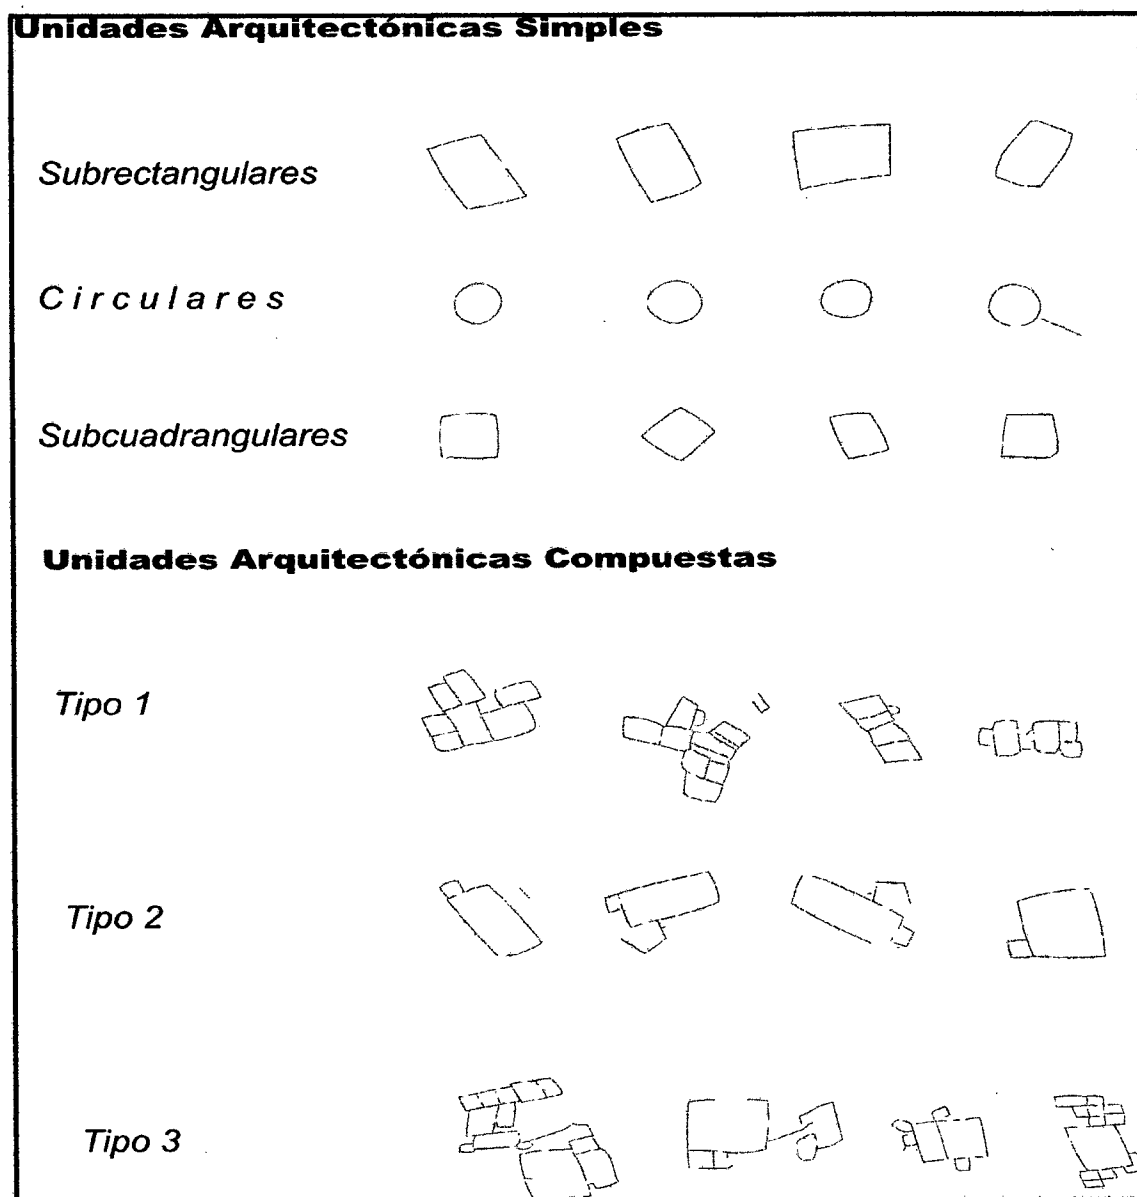 Unidades Arquitectónicas Simples
Subrectangulares
Circulares
Subcuadrangulares
Unidades Arquitectónicas Compuestas
Tipo 1
Tipo 2
Tipo 3